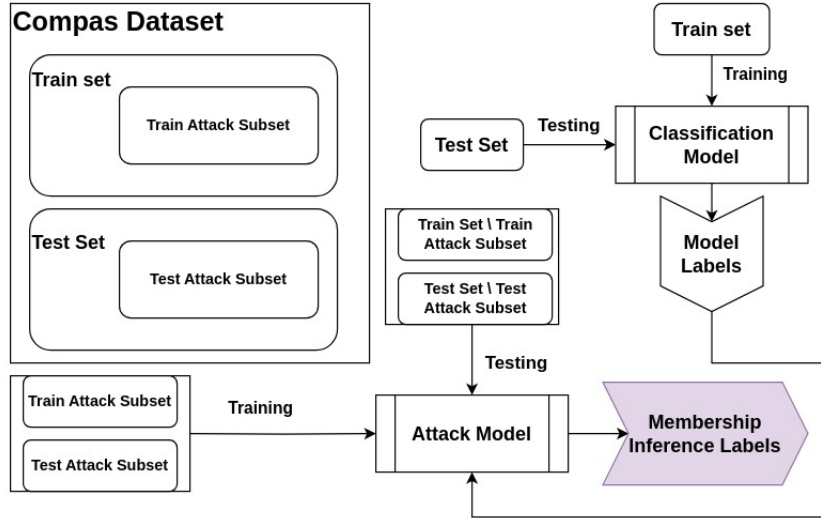 Compas Dataset
Train set
Train Attack Subset
Test Set
Test Attack Subset
Train set
Training
Test Set
Testing
Classification
Model
Model
Labels
Train Set \ Train
Attack Subset
Test Set \ Test
Attack Subset
Testing
Train Attack Subset
Test Attack Subset
Training
Attack Model
Membership
Inference Labels